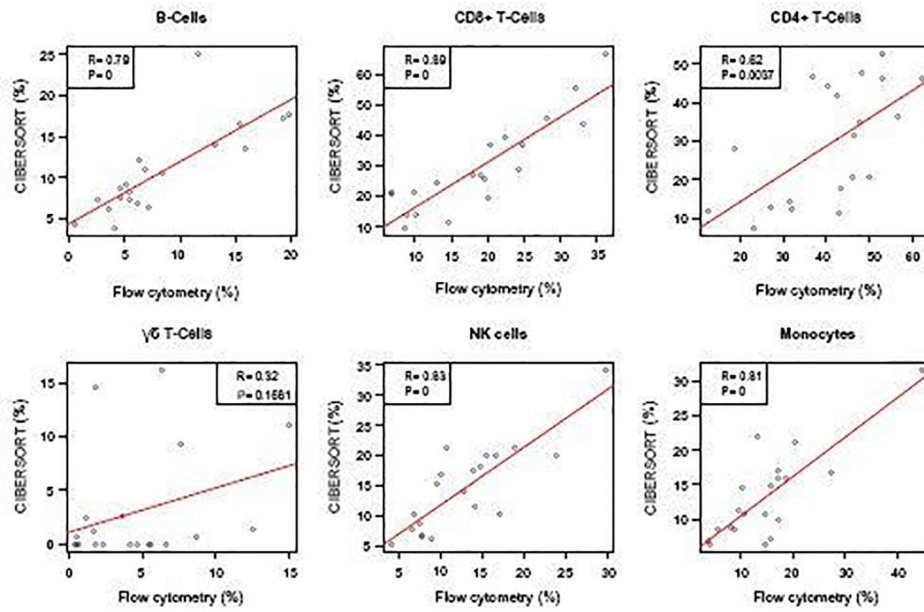 B-Cells
CD8+ T-Cells
CD4+ T-Cells
R= 0.79
P= 0
R= 0.89
P= 0
R= 0.62
P= 0.0037
CIBERSORT (%)
CIBERSORT (%)
CIBERSORT (%)
25
20
15
10
5
60
50
40
30
20
10
50
40
30
20
10
0 5 10 15 20
10 15 20 25 30 35
20 30 40 50 60
Flow cytometry (%)
Flow cytometry (%)
Flow cytometry (%)
γδ T-Cells
NK cells
Monocytes
R= 0.32
P= 0.1681
R= 0.83
P= 0
R= 0.81
P= 0
CIBERSORT (%)
CIBERSORT (%)
CIBERSORT (%)
15
10
5
0
35
30
25
20
15
10
5
30
25
20
15
10
0 5 10 15
5 10 15 20 25 30
10 20 30 40
Flow cytometry (%)
Flow cytometry (%)
Flow cytometry (%)